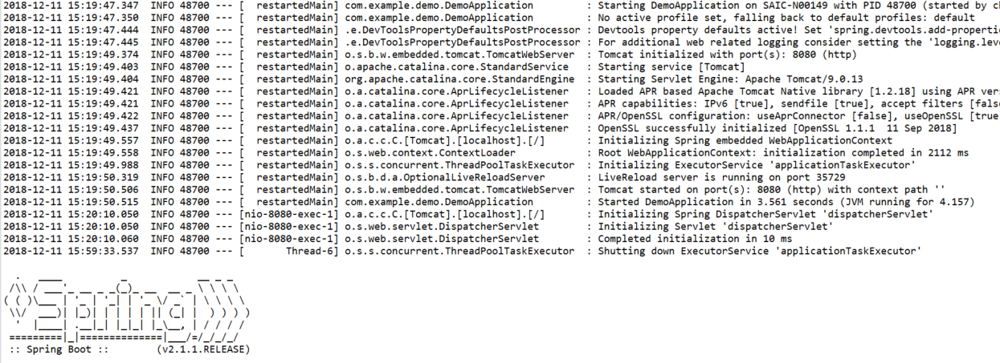 2018-12-11 15:19:47.347  INFO 48700 --- [  restartedMain] com.example.demo.DemoApplication         : Starting DemoApplication on SAIC-N00149 with PID 48700 (started by
2018-12-11 15:19:47.350  INFO 48700 --- [  restartedMain] com.example.demo.DemoApplication         : No active profile set, falling back to default profiles: default
2018-12-11 15:19:47.444  INFO 48700 --- [  restartedMain] .e.DevToolsPropertyDefaultsPostProcessor : Devtools property defaults active! Set 'spring.devtools.add-properti
2018-12-11 15:19:47.445  INFO 48700 --- [  restartedMain] .e.DevToolsPropertyDefaultsPostProcessor : For additional web related logging consider setting the 'logging.leve
2018-12-11 15:19:49.374  INFO 48700 --- [  restartedMain] o.s.b.w.embedded.tomcat.TomcatWebServer  : Tomcat initialized with port(s): 8080 (http)
2018-12-11 15:19:49.403  INFO 48700 --- [  restartedMain] o.apache.catalina.core.StandardService   : Starting service [Tomcat]
2018-12-11 15:19:49.404  INFO 48700 --- [  restartedMain] org.apache.catalina.core.StandardEngine  : Starting Servlet Engine: Apache Tomcat/9.0.13
2018-12-11 15:19:49.421  INFO 48700 --- [  restartedMain] o.a.catalina.core.AprLifecycleListener   : Loaded APR based Apache Tomcat Native library [1.2.18] using APR ver
2018-12-11 15:19:49.421  INFO 48700 --- [  restartedMain] o.a.catalina.core.AprLifecycleListener   : APR capabilities: IPv6 [true], sendfile [true], accept filters [fals
2018-12-11 15:19:49.422  INFO 48700 --- [  restartedMain] o.a.catalina.core.AprLifecycleListener   : APR/OpenSSL configuration: useAprConnector [false], useOpenSSL [true
2018-12-11 15:19:49.437  INFO 48700 --- [  restartedMain] o.a.catalina.core.AprLifecycleListener   : OpenSSL successfully initialized [OpenSSL 1.1.1  11 Sep 2018]
2018-12-11 15:19:49.557  INFO 48700 --- [  restartedMain] o.a.c.c.C.[Tomcat].[localhost].[/]       : Initializing Spring embedded WebApplicationContext
2018-12-11 15:19:49.558  INFO 48700 --- [  restartedMain] o.s.web.context.ContextLoader            : Root WebApplicationContext: initialization completed in 2112 ms
2018-12-11 15:19:49.988  INFO 48700 --- [  restartedMain] o.s.s.concurrent.ThreadPoolTaskExecutor  : Initializing ExecutorService 'applicationTaskExecutor'
2018-12-11 15:19:50.319  INFO 48700 --- [  restartedMain] o.s.b.d.a.OptionalLiveReloadServer       : LiveReload server is running on port 35729
2018-12-11 15:19:50.506  INFO 48700 --- [  restartedMain] o.s.b.w.embedded.tomcat.TomcatWebServer  : Tomcat started on port(s): 8080 (http) with context path ''
2018-12-11 15:19:50.515  INFO 48700 --- [  restartedMain] com.example.demo.DemoApplication         : Started DemoApplication in 3.561 seconds (JVM running for 4.157)
2018-12-11 15:20:10.050  INFO 48700 --- [nio-8080-exec-1] o.a.c.c.C.[Tomcat].[localhost].[/]       : Initializing Spring DispatcherServlet 'dispatcherServlet'
2018-12-11 15:20:10.050  INFO 48700 --- [nio-8080-exec-1] o.s.web.servlet.DispatcherServlet        : Initializing Servlet 'dispatcherServlet'
2018-12-11 15:20:10.060  INFO 48700 --- [nio-8080-exec-1] o.s.web.servlet.DispatcherServlet        : Completed initialization in 10 ms
2018-12-11 15:59:33.537  INFO 48700 --- [       Thread-6] o.s.s.concurrent.ThreadPoolTaskExecutor  : Shutting down ExecutorService 'applicationTaskExecutor'
  .   ____          _            __ _ _
 /\\ / ___'_ __ _ _(_)_ __  __ _ \ \ \ \
( ( )\___ | '_ | '_| | '_ \/ _` | \ \ \ \
 \\/  ___)| |_)| | | | | || (_| |  ) ) ) )
  '  |____| .__|_| |_|_| |_\__, | / / / /
 =========|_|==============|___/=/_/_/_/
 :: Spring Boot ::        (v2.1.1.RELEASE)